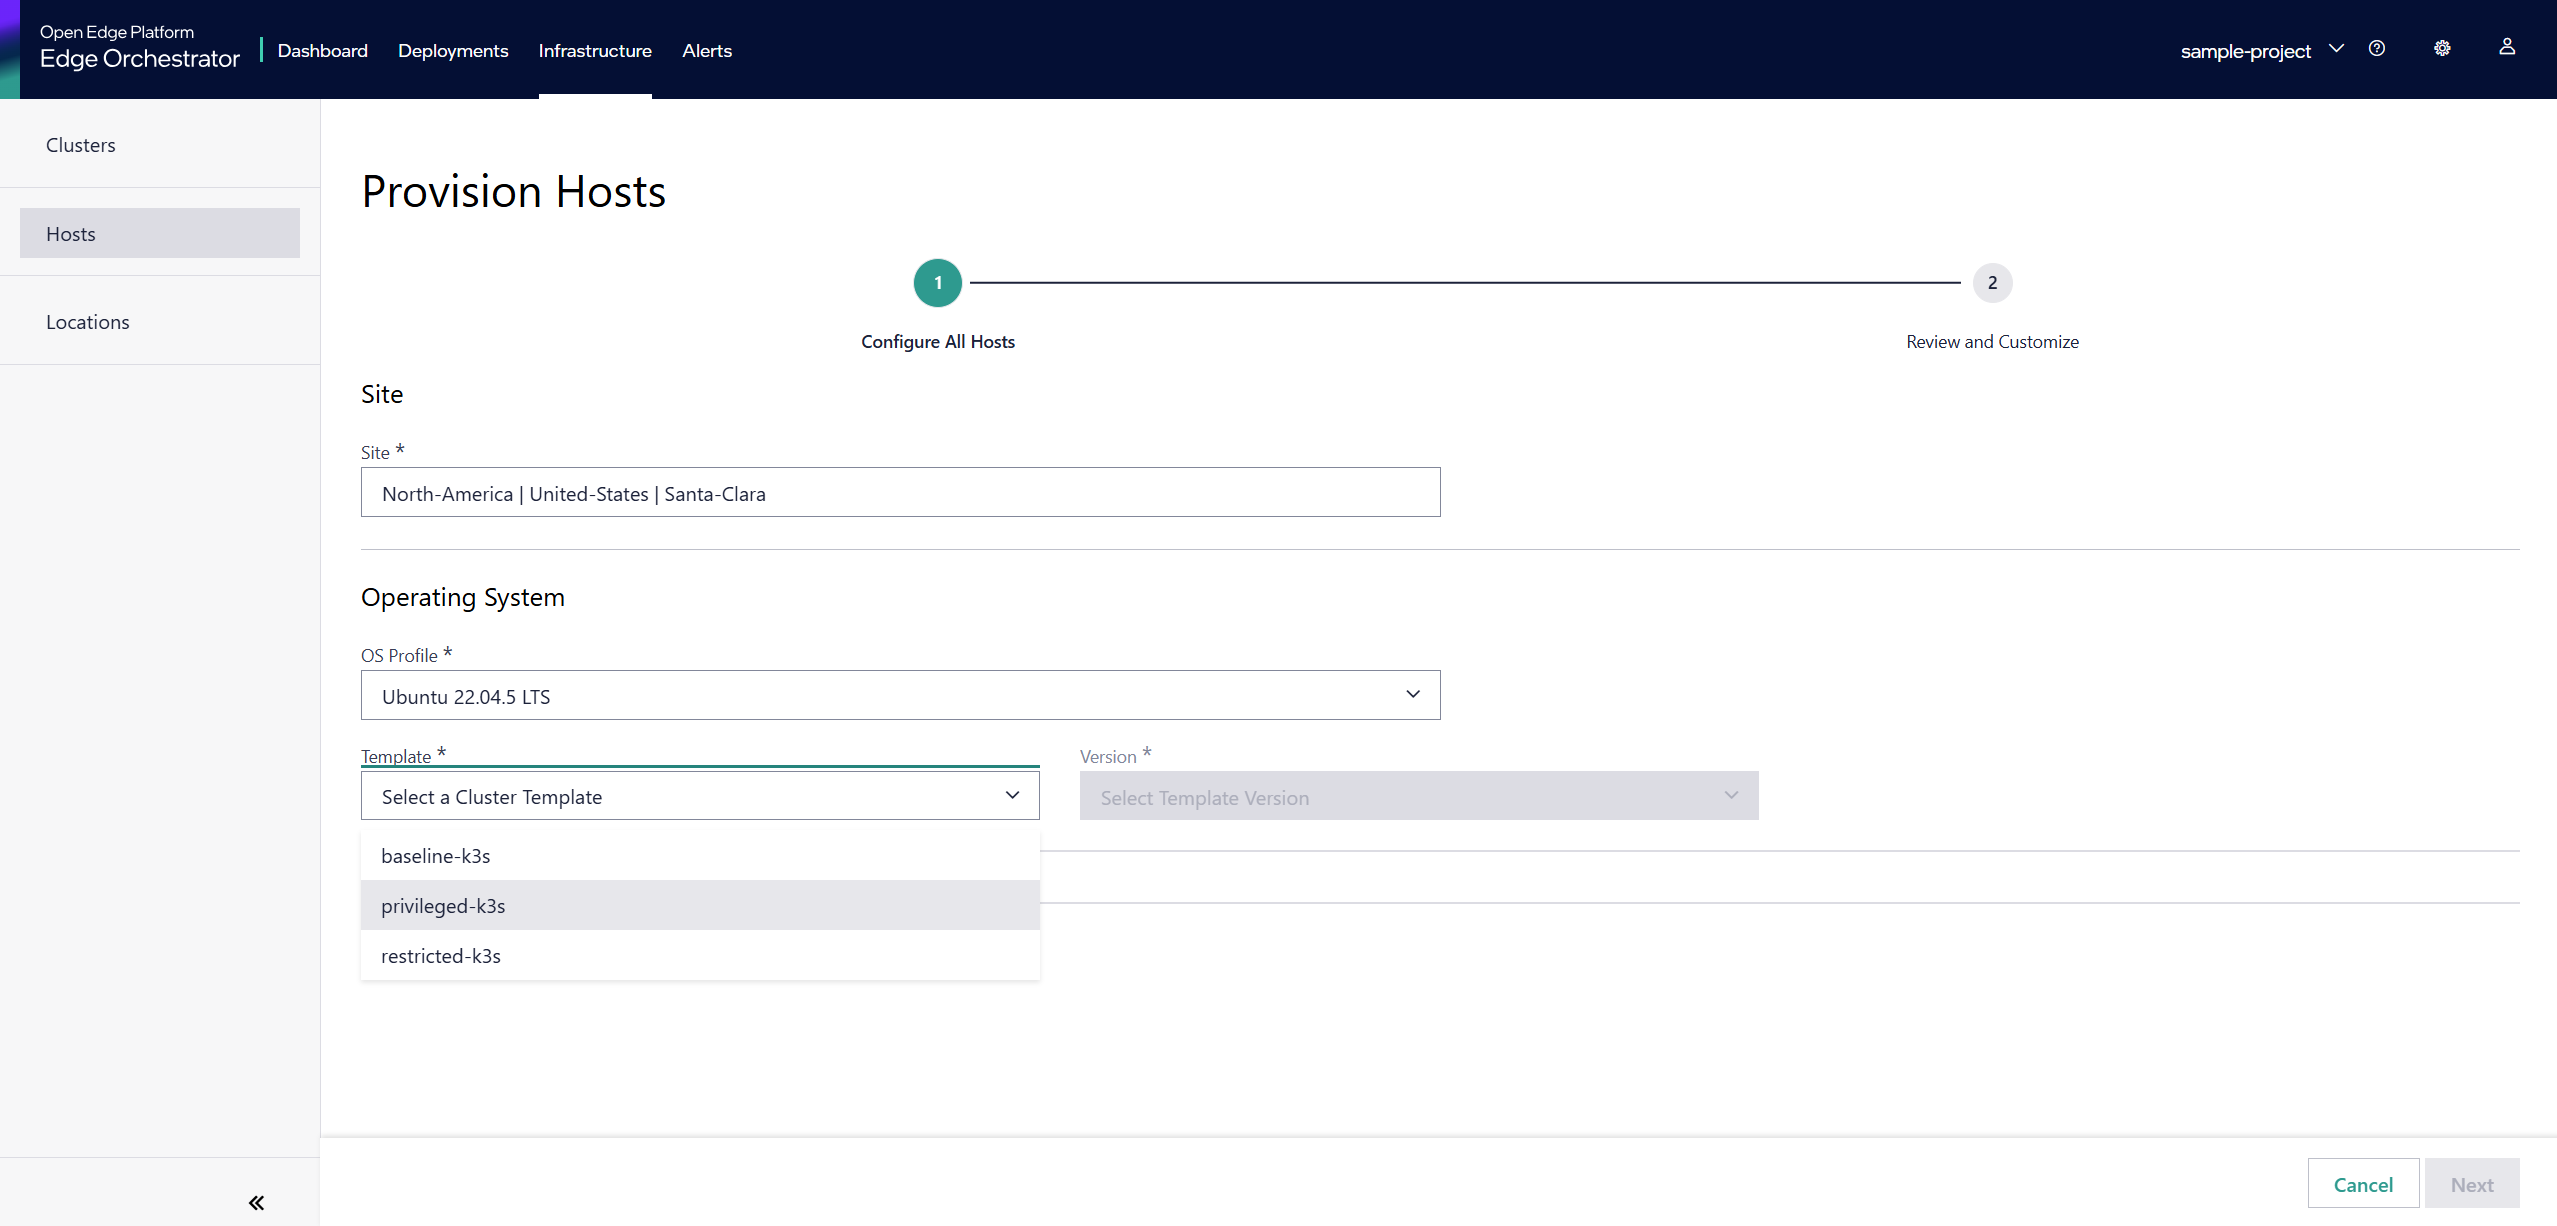 Open Edge Platform
Edge Orchestrator
Dashboard
Deployments
Infrastructure
Alerts
sample-project
Clusters
Hosts
Locations
Provision Hosts
1
2
Configure All Hosts
Review and Customize
Site
Site *
North-America | United-States | Santa-Clara
Operating System
OS Profile *
Ubuntu 22.04.5 LTS
Template *
Version *
Select a Cluster Template
Select Template Version
baseline-k3s
privileged-k3s
restricted-k3s
Cancel
Next